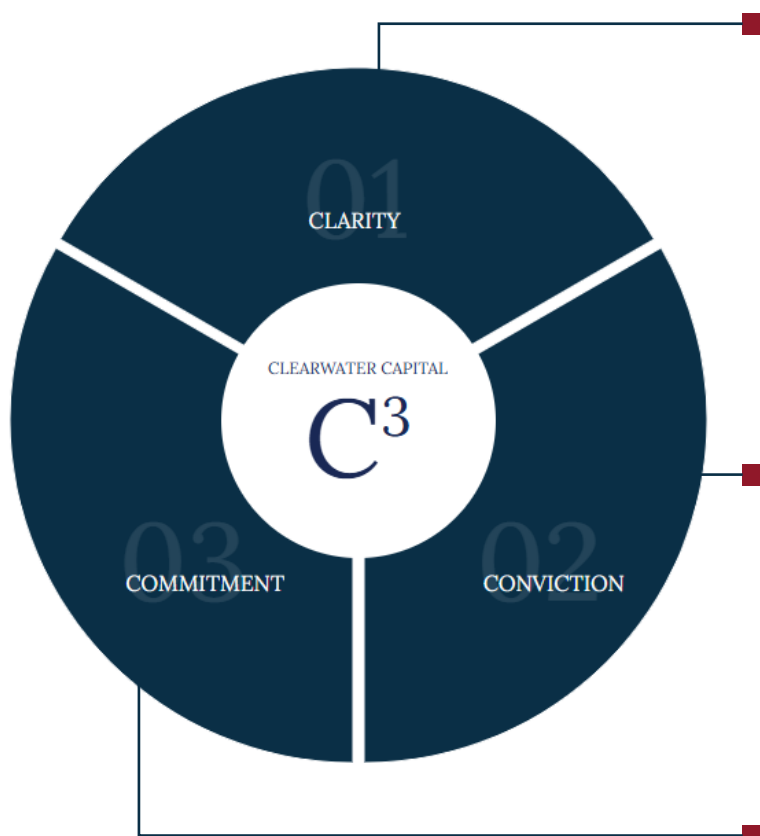 01
CLARITY
CLEARWATER CAPITAL
C³
03
COMMITMENT
02
CONVICTION